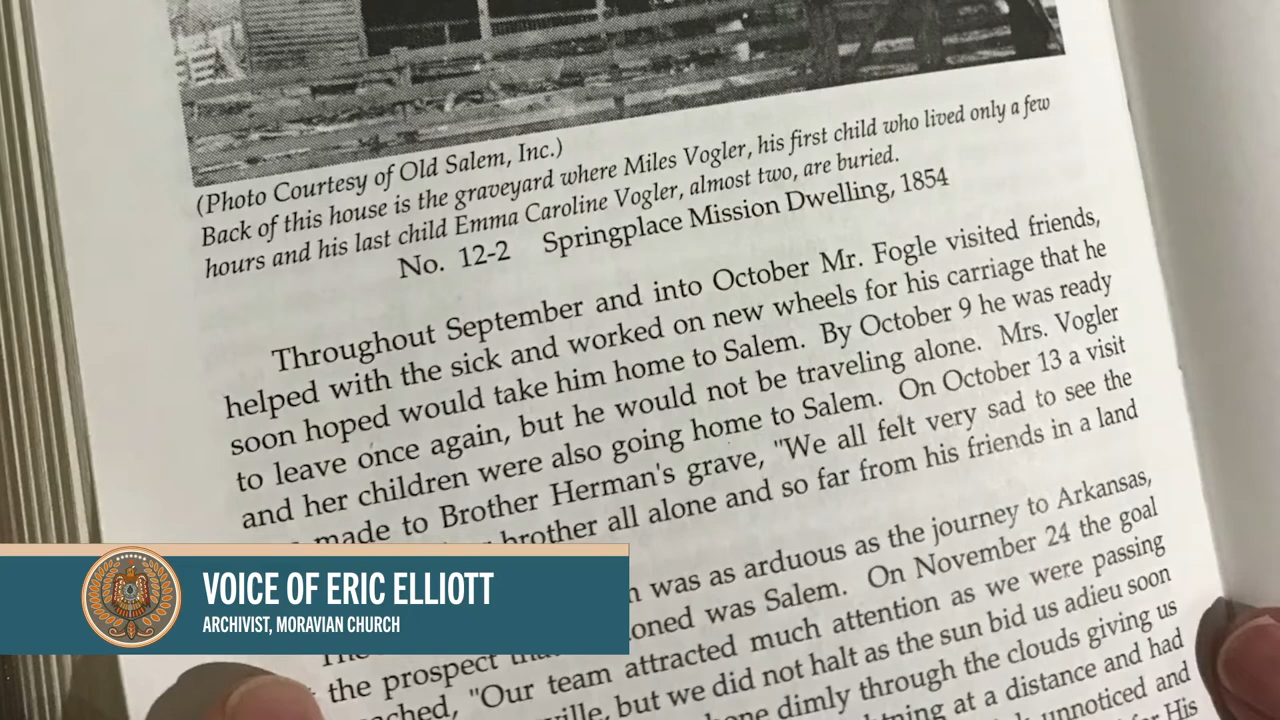 (Photo Courtesy of Old Salem, Inc.)
Back of this house is the graveyard where Miles Vogler, his first child who lived only a few
hours and his last child Emma Caroline Vogler, almost two, are buried.
No. 12-2 Springplace Mission Dwelling, 1854
Throughout September and into October Mr. Fogle visited friends,
helped with the sick and worked on new wheels for his carriage that he
soon hoped would take him home to Salem. By October 9 he was ready
to leave once again, but he would not be traveling alone. Mrs. Vogler
and her children were also going home to Salem. On October 13 a visit
made to Brother Herman's grave, "We all felt very sad to see the
brother all alone and so far from his friends in a land
was as arduous as the journey to Arkansas,
was Salem. On November 24 the goal
the prospect
"Our team attracted much attention as we were passing
but we did not halt as the sun bid us adieu soon
dimly through the clouds giving us
at a distance and had
unnoticed and
His
VOICE OF ERIC ELLIOTT
ARCHIVIST, MORAVIAN CHURCH